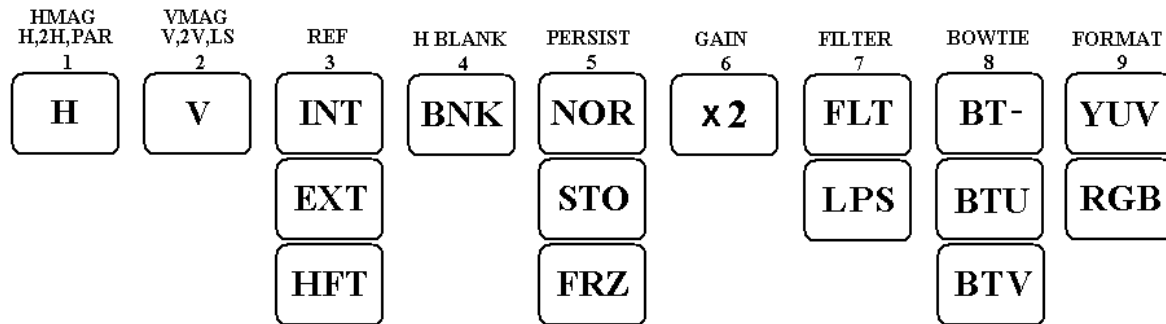 HMAG VMAG
H,2H,PAR V,2V,LS REF H BLANK PERSIST GAIN FILTER BOWTIE FORMAT
1 2 3 4 5 6 7 8 9
H V INT BNK NOR x2 FLT BT- YUV
EXT STO LPS BTU RGB
HFT FRZ BTV